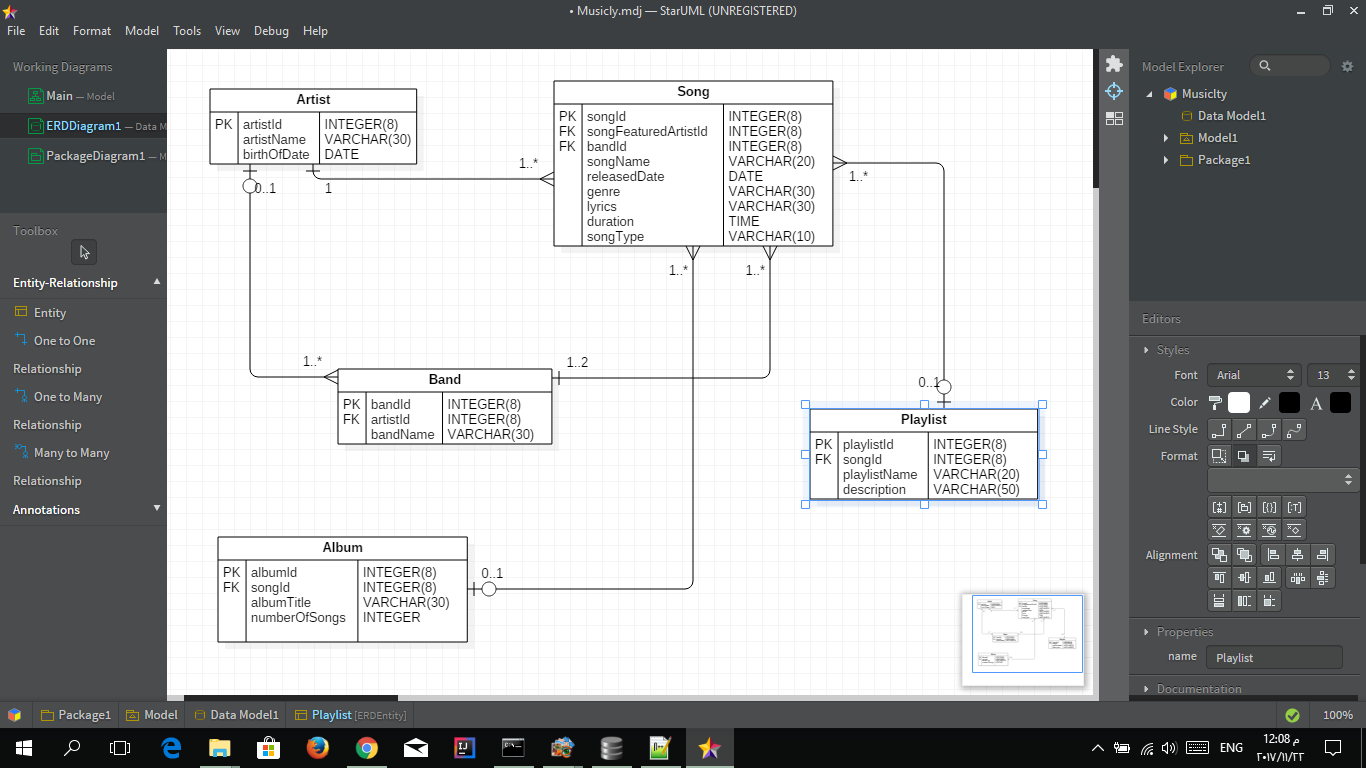 • Musicly.mdj — StarUML (UNREGISTERED)
File Edit Format Model Tools View Debug Help
Working Diagrams
Main — Model
ERDDiagram1 — Data M
PackageDiagram1 — M
Toolbox
Entity-Relationship
Entity
One to One
Relationship
One to Many
Relationship
Many to Many
Relationship
Annotations
Artist
PK artistId INTEGER(8)
artistName VARCHAR(30)
birthOfDate DATE
0..1
1
1..*
Song
PK songId INTEGER(8)
FK songFeaturedArtistId INTEGER(8)
FK bandId INTEGER(8)
songName VARCHAR(20)
releasedDate DATE
genre VARCHAR(30)
lyrics VARCHAR(30)
duration TIME
songType VARCHAR(10)
1..*
1..*
1..*
1..*
1..2
Band
PK bandId INTEGER(8)
FK artistId INTEGER(8)
bandName VARCHAR(30)
0..1
Playlist
PK playlistId INTEGER(8)
FK songId INTEGER(8)
playlistName VARCHAR(20)
description VARCHAR(50)
Album
PK albumId INTEGER(8)
FK songId INTEGER(8)
albumTitle VARCHAR(30)
numberOfSongs INTEGER
0..1
Model Explorer
MusicIty
Data Model1
Model1
Package1
Editors
Styles
Font Arial 13
Color A
Line Style
Format
Alignment
Properties
name Playlist
Documentation
Package1 Model Data Model1 Playlist [ERDEntity] 100%
ENG
12:08 م
٢٠١٧/١١/٢٢